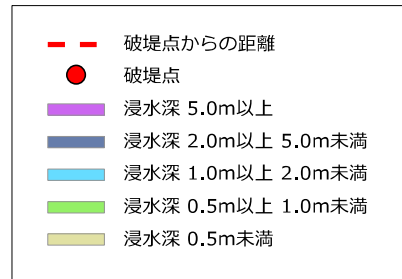 破堤点からの距離
破堤点
浸水深 5.0m以上
浸水深 2.0m以上 5.0m未満
浸水深 1.0m以上 2.0m未満
浸水深 0.5m以上 1.0m未満
浸水深 0.5m未満